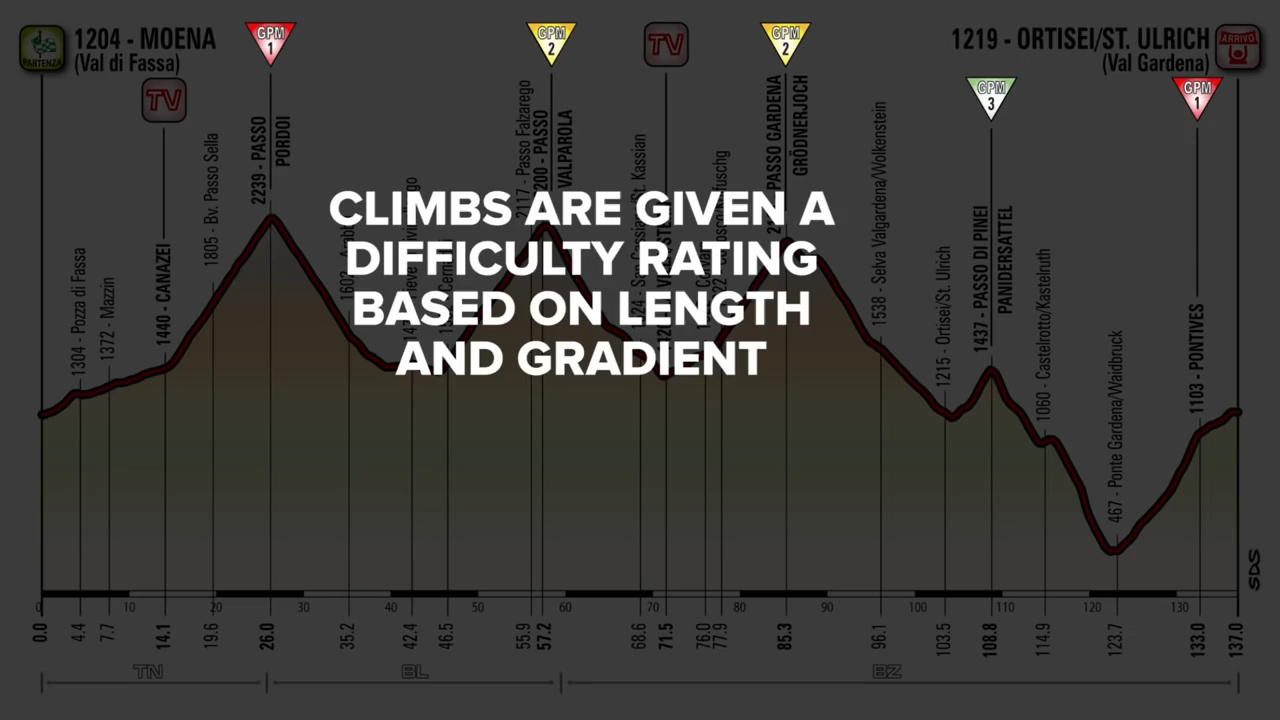 1204 - MOENA
(Val di Fassa)
PARTENZA
GPM
1
GPM
2
TV
GPM
2
1219 - ORTISEI/ST. ULRICH
(Val Gardena)
ARRIVO
TV
GPM
3
GPM
1
CLIMBS ARE GIVEN A
DIFFICULTY RATING
BASED ON LENGTH
AND GRADIENT
1304 - Pozza di Fassa
1372 - Mazzin
1440 - CANAZEI
1805 - Bv. Passo Sella
2239 - PASSO
PORDOI
2117 - Passo Falzarego
PASSO
VALPAROLA
PASSO GARDENA
GRÖDNERJOCH
1538 - Selva Valgardena/Wolkenstein
1215 - Ortisei/St. Ulrich
1437 - PASSO DI PINEI
PANIDERSATTEL
1060 - Castelrotto/Kastelruth
467 - Ponte Gardena/Waidbruck
1103 - PONTIVES
SDS
0 10 20 30 40 50 60 70 80 90 100 110 120 130
0.0 4.4 7.7 14.1 19.6 26.0 35.2 42.4 46.5 55.9 57.2 68.6 71.5 76.0 77.9 85.3 96.1 103.5 108.8 114.9 123.7 133.0 137.0
TN BL BZ